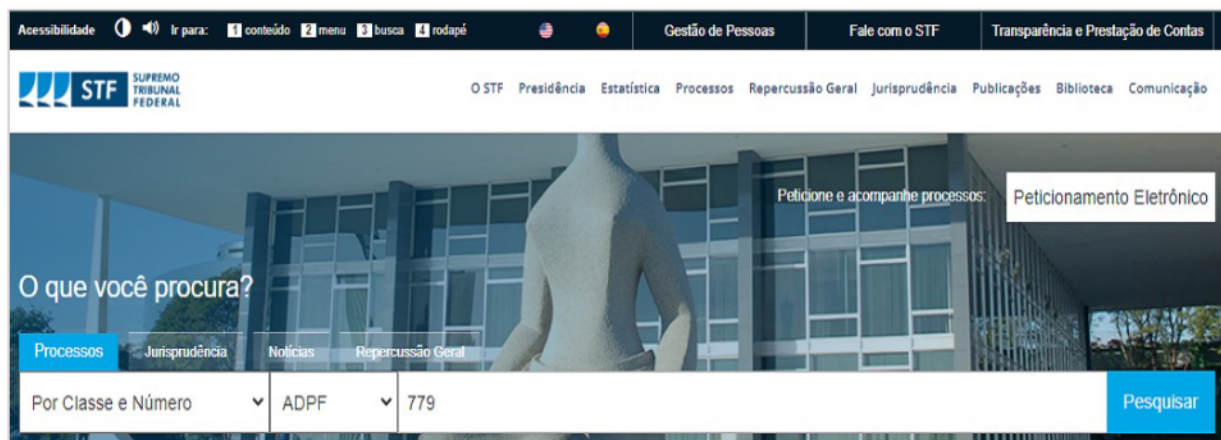 Acessibilidade Ir para: 1 conteúdo 2 menu 3 busca 4 rodapé Gestão de Pessoas Fale com o STF Transparência e Prestação de Contas
STF SUPREMO
TRIBUNAL
FEDERAL
O STF Presidência Estatística Processos Repercussão Geral Jurisprudência Publicações Biblioteca Comunicação
Peticione e acompanhe processos: Peticionamento Eletrônico
O que você procura?
Processos Jurisprudência Notícias Repercussão Geral
Por Classe e Número ADPF 779 Pesquisar